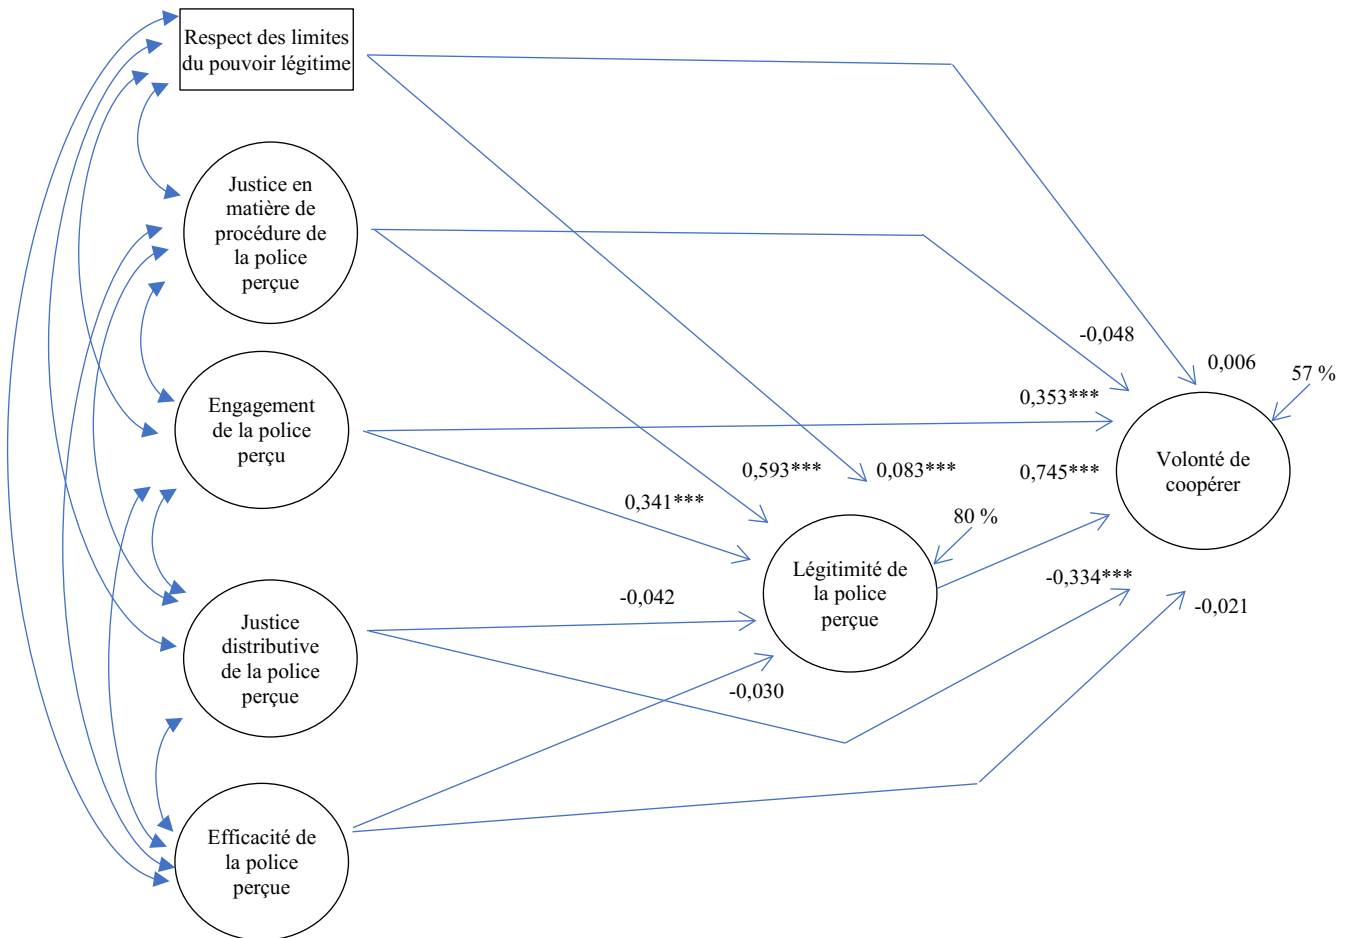 Respect des limites
du pouvoir légitime
Justice en
matière de
procédure de
la police
perçue
-0,048
0,006
57 %
Engagement
de la police
perçu
0,353***
Volonté de
coopérer
0,593***
0,083***
0,745***
0,341***
80 %
Légitimité de
la police
perçue
-0,334***
-0,042
-0,021
Justice
distributive
de la police
perçue
-0,030
Efficacité de
la police
perçue